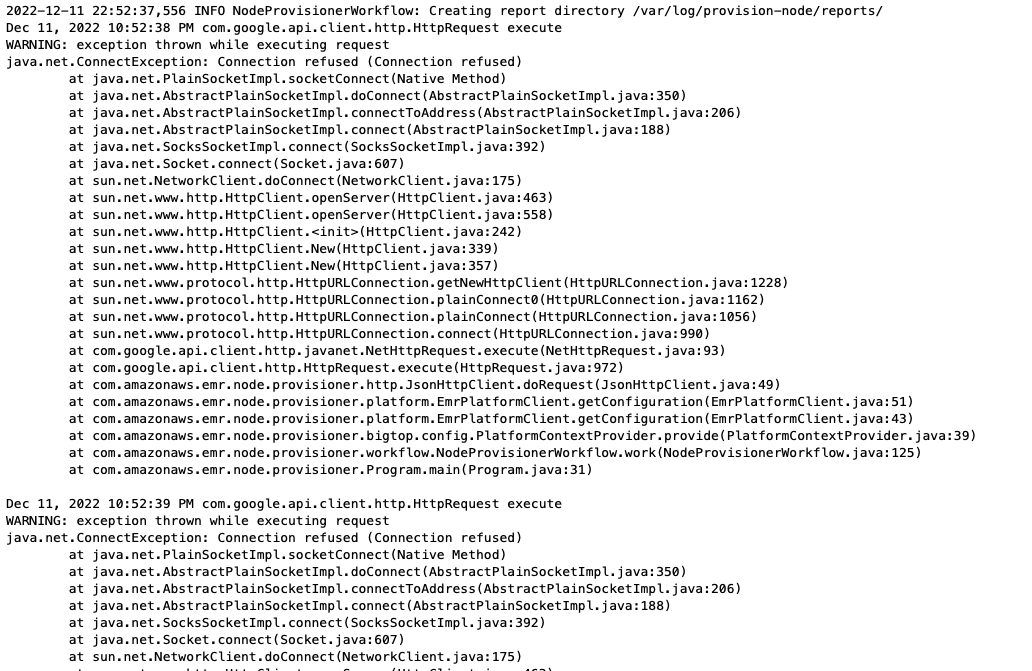 2022-12-11 22:52:37,556 INFO NodeProvisionerWorkflow: Creating report directory /var/log/provision-node/reports/
Dec 11, 2022 10:52:38 PM com.google.api.client.http.HttpRequest execute
WARNING: exception thrown while executing request
java.net.ConnectException: Connection refused (Connection refused)
        at java.net.PlainSocketImpl.socketConnect(Native Method)
        at java.net.AbstractPlainSocketImpl.doConnect(AbstractPlainSocketImpl.java:350)
        at java.net.AbstractPlainSocketImpl.connectToAddress(AbstractPlainSocketImpl.java:206)
        at java.net.AbstractPlainSocketImpl.connect(AbstractPlainSocketImpl.java:188)
        at java.net.SocksSocketImpl.connect(SocksSocketImpl.java:392)
        at java.net.Socket.connect(Socket.java:607)
        at sun.net.NetworkClient.doConnect(NetworkClient.java:175)
        at sun.net.www.http.HttpClient.openServer(HttpClient.java:463)
        at sun.net.www.http.HttpClient.openServer(HttpClient.java:558)
        at sun.net.www.http.HttpClient.<init>(HttpClient.java:242)
        at sun.net.www.http.HttpClient.New(HttpClient.java:339)
        at sun.net.www.http.HttpClient.New(HttpClient.java:357)
        at sun.net.www.protocol.http.HttpURLConnection.getNewHttpClient(HttpURLConnection.java:1228)
        at sun.net.www.protocol.http.HttpURLConnection.plainConnect0(HttpURLConnection.java:1162)
        at sun.net.www.protocol.http.HttpURLConnection.plainConnect(HttpURLConnection.java:1056)
        at sun.net.www.protocol.http.HttpURLConnection.connect(HttpURLConnection.java:990)
        at com.google.api.client.http.javanet.NetHttpRequest.execute(NetHttpRequest.java:93)
        at com.google.api.client.http.HttpRequest.execute(HttpRequest.java:972)
        at com.amazonaws.emr.node.provisioner.http.JsonHttpClient.doRequest(JsonHttpClient.java:49)
        at com.amazonaws.emr.node.provisioner.platform.EmrPlatformClient.getConfiguration(EmrPlatformClient.java:51)
        at com.amazonaws.emr.node.provisioner.platform.EmrPlatformClient.getConfiguration(EmrPlatformClient.java:43)
        at com.amazonaws.emr.node.provisioner.bigtop.config.PlatformContextProvider.provide(PlatformContextProvider.java:39)
        at com.amazonaws.emr.node.provisioner.workflow.NodeProvisionerWorkflow.work(NodeProvisionerWorkflow.java:125)
        at com.amazonaws.emr.node.provisioner.Program.main(Program.java:31)

Dec 11, 2022 10:52:39 PM com.google.api.client.http.HttpRequest execute
WARNING: exception thrown while executing request
java.net.ConnectException: Connection refused (Connection refused)
        at java.net.PlainSocketImpl.socketConnect(Native Method)
        at java.net.AbstractPlainSocketImpl.doConnect(AbstractPlainSocketImpl.java:350)
        at java.net.AbstractPlainSocketImpl.connectToAddress(AbstractPlainSocketImpl.java:206)
        at java.net.AbstractPlainSocketImpl.connect(AbstractPlainSocketImpl.java:188)
        at java.net.SocksSocketImpl.connect(SocksSocketImpl.java:392)
        at java.net.Socket.connect(Socket.java:607)
        at sun.net.NetworkClient.doConnect(NetworkClient.java:175)